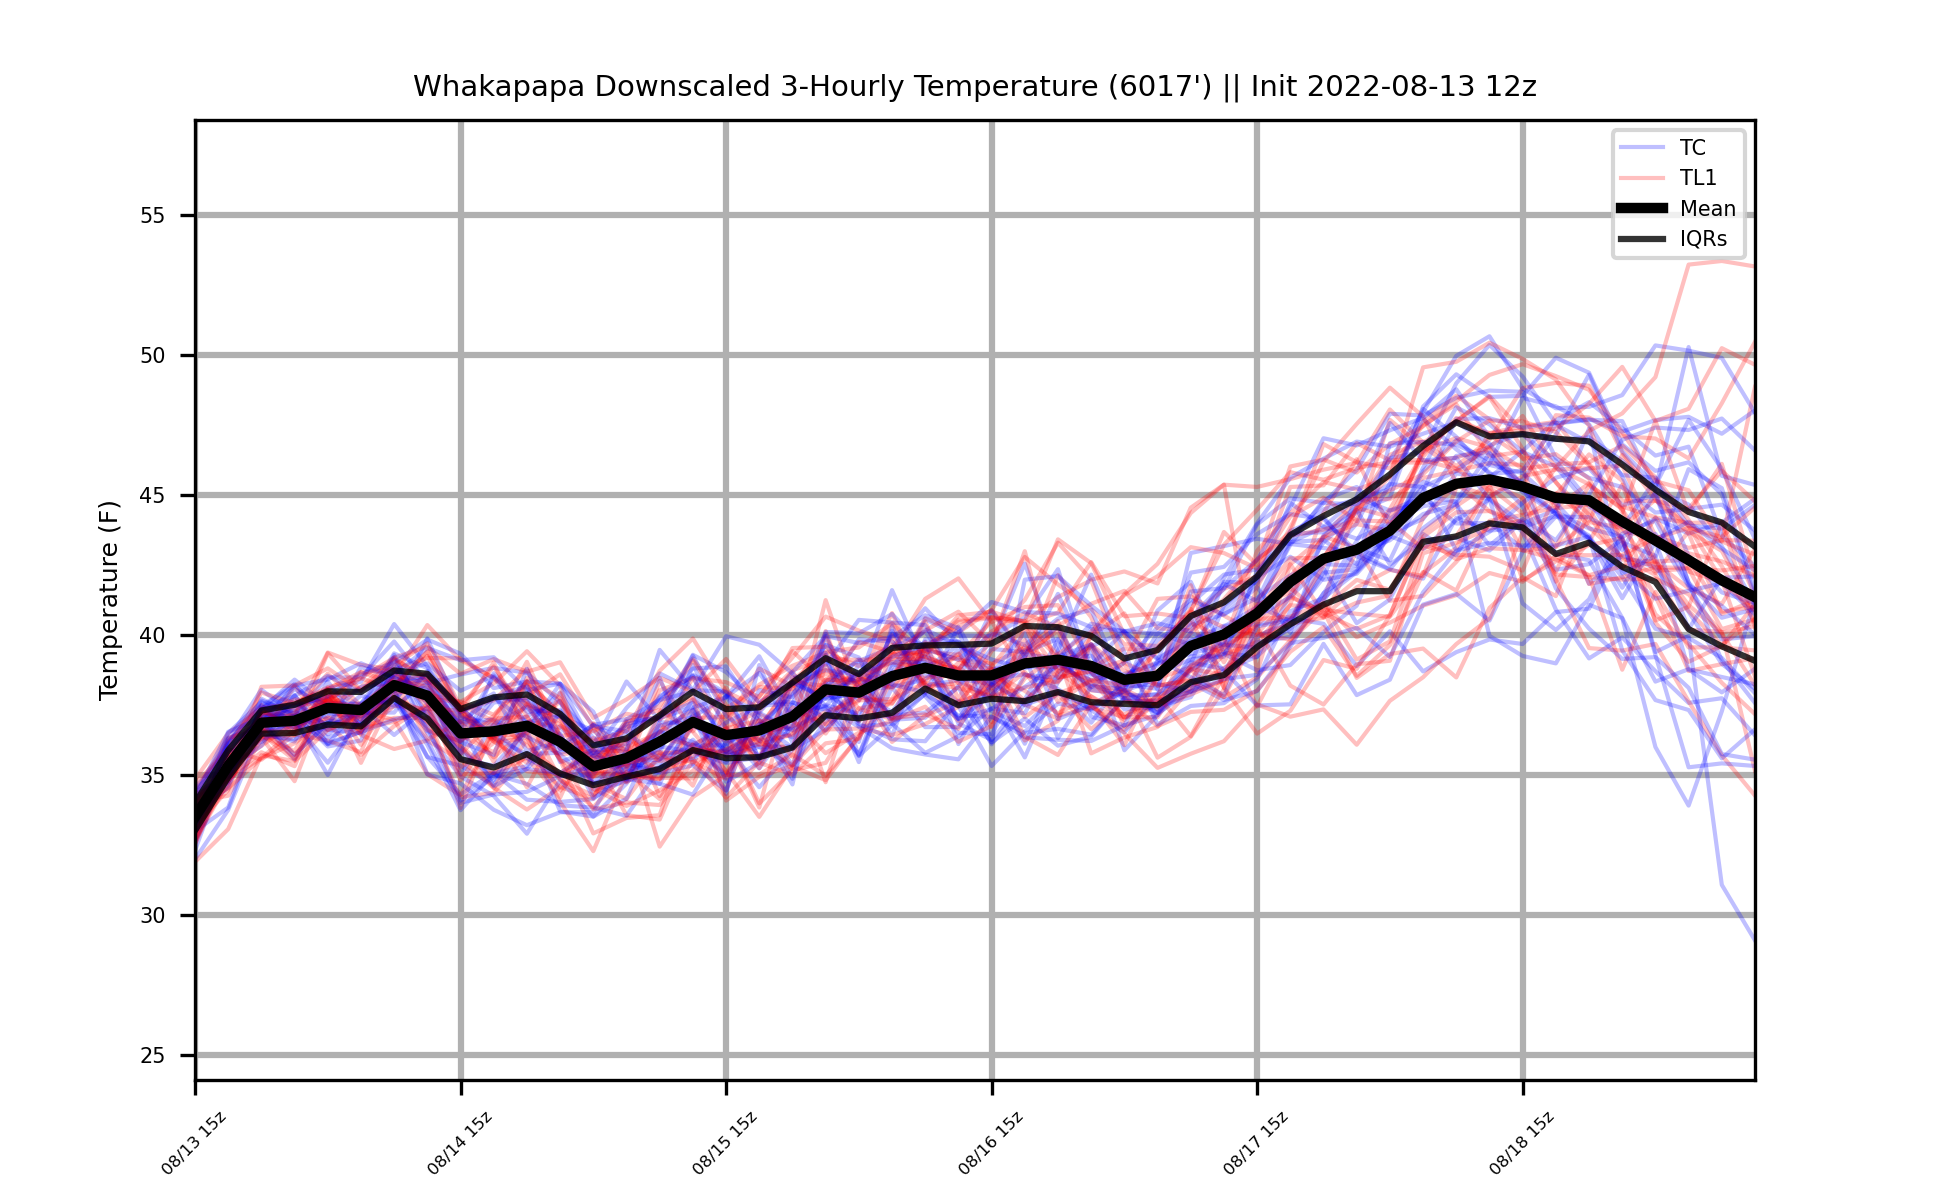 Whakapapa Downscaled 3-Hourly Temperature (6017') || Init 2022-08-13 12z
TC
TL1
Mean
IQRs
Temperature (F)
55
50
45
40
35
30
25
08/13 15z
08/14 15z
08/15 15z
08/16 15z
08/17 15z
08/18 15z